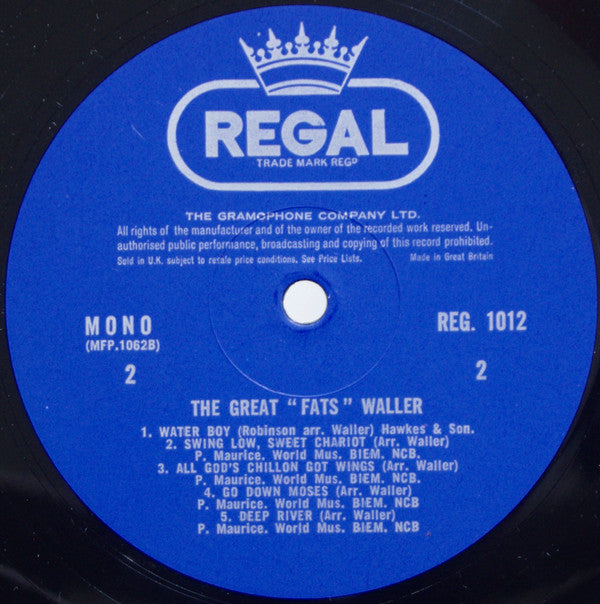 REGAL
TRADE MARK REGD
THE GRAMOPHONE COMPANY LTD.
All rights of the manufacturer and of the owner of the recorded work reserved. Un-
authorised public performance, broadcasting and copying of this record prohibited.
Sold in U.K. subject to retale price conditions. See Price Lists. Made in Great Britain
MONO REG. 1012
(MFP.1062B)
2 2
THE GREAT “FATS” WALLER
1. WATER BOY (Robinson arr. Waller) Hawkes & Son.
2. SWING LOW, SWEET CHARIOT (Arr. Waller)
P. Maurice. World Mus. BIEM. NCB.
3. ALL GOD'S CHILLON GOT WINGS (Arr. Waller)
P. Maurice. World Mus. BIEM. NCB.
4. GO DOWN MOSES (Arr. Waller)
P. Maurice. World Mus. BIEM. NCB
5. DEEP RIVER (Arr. Waller)
P. Maurice. World Mus. BIEM. NCB